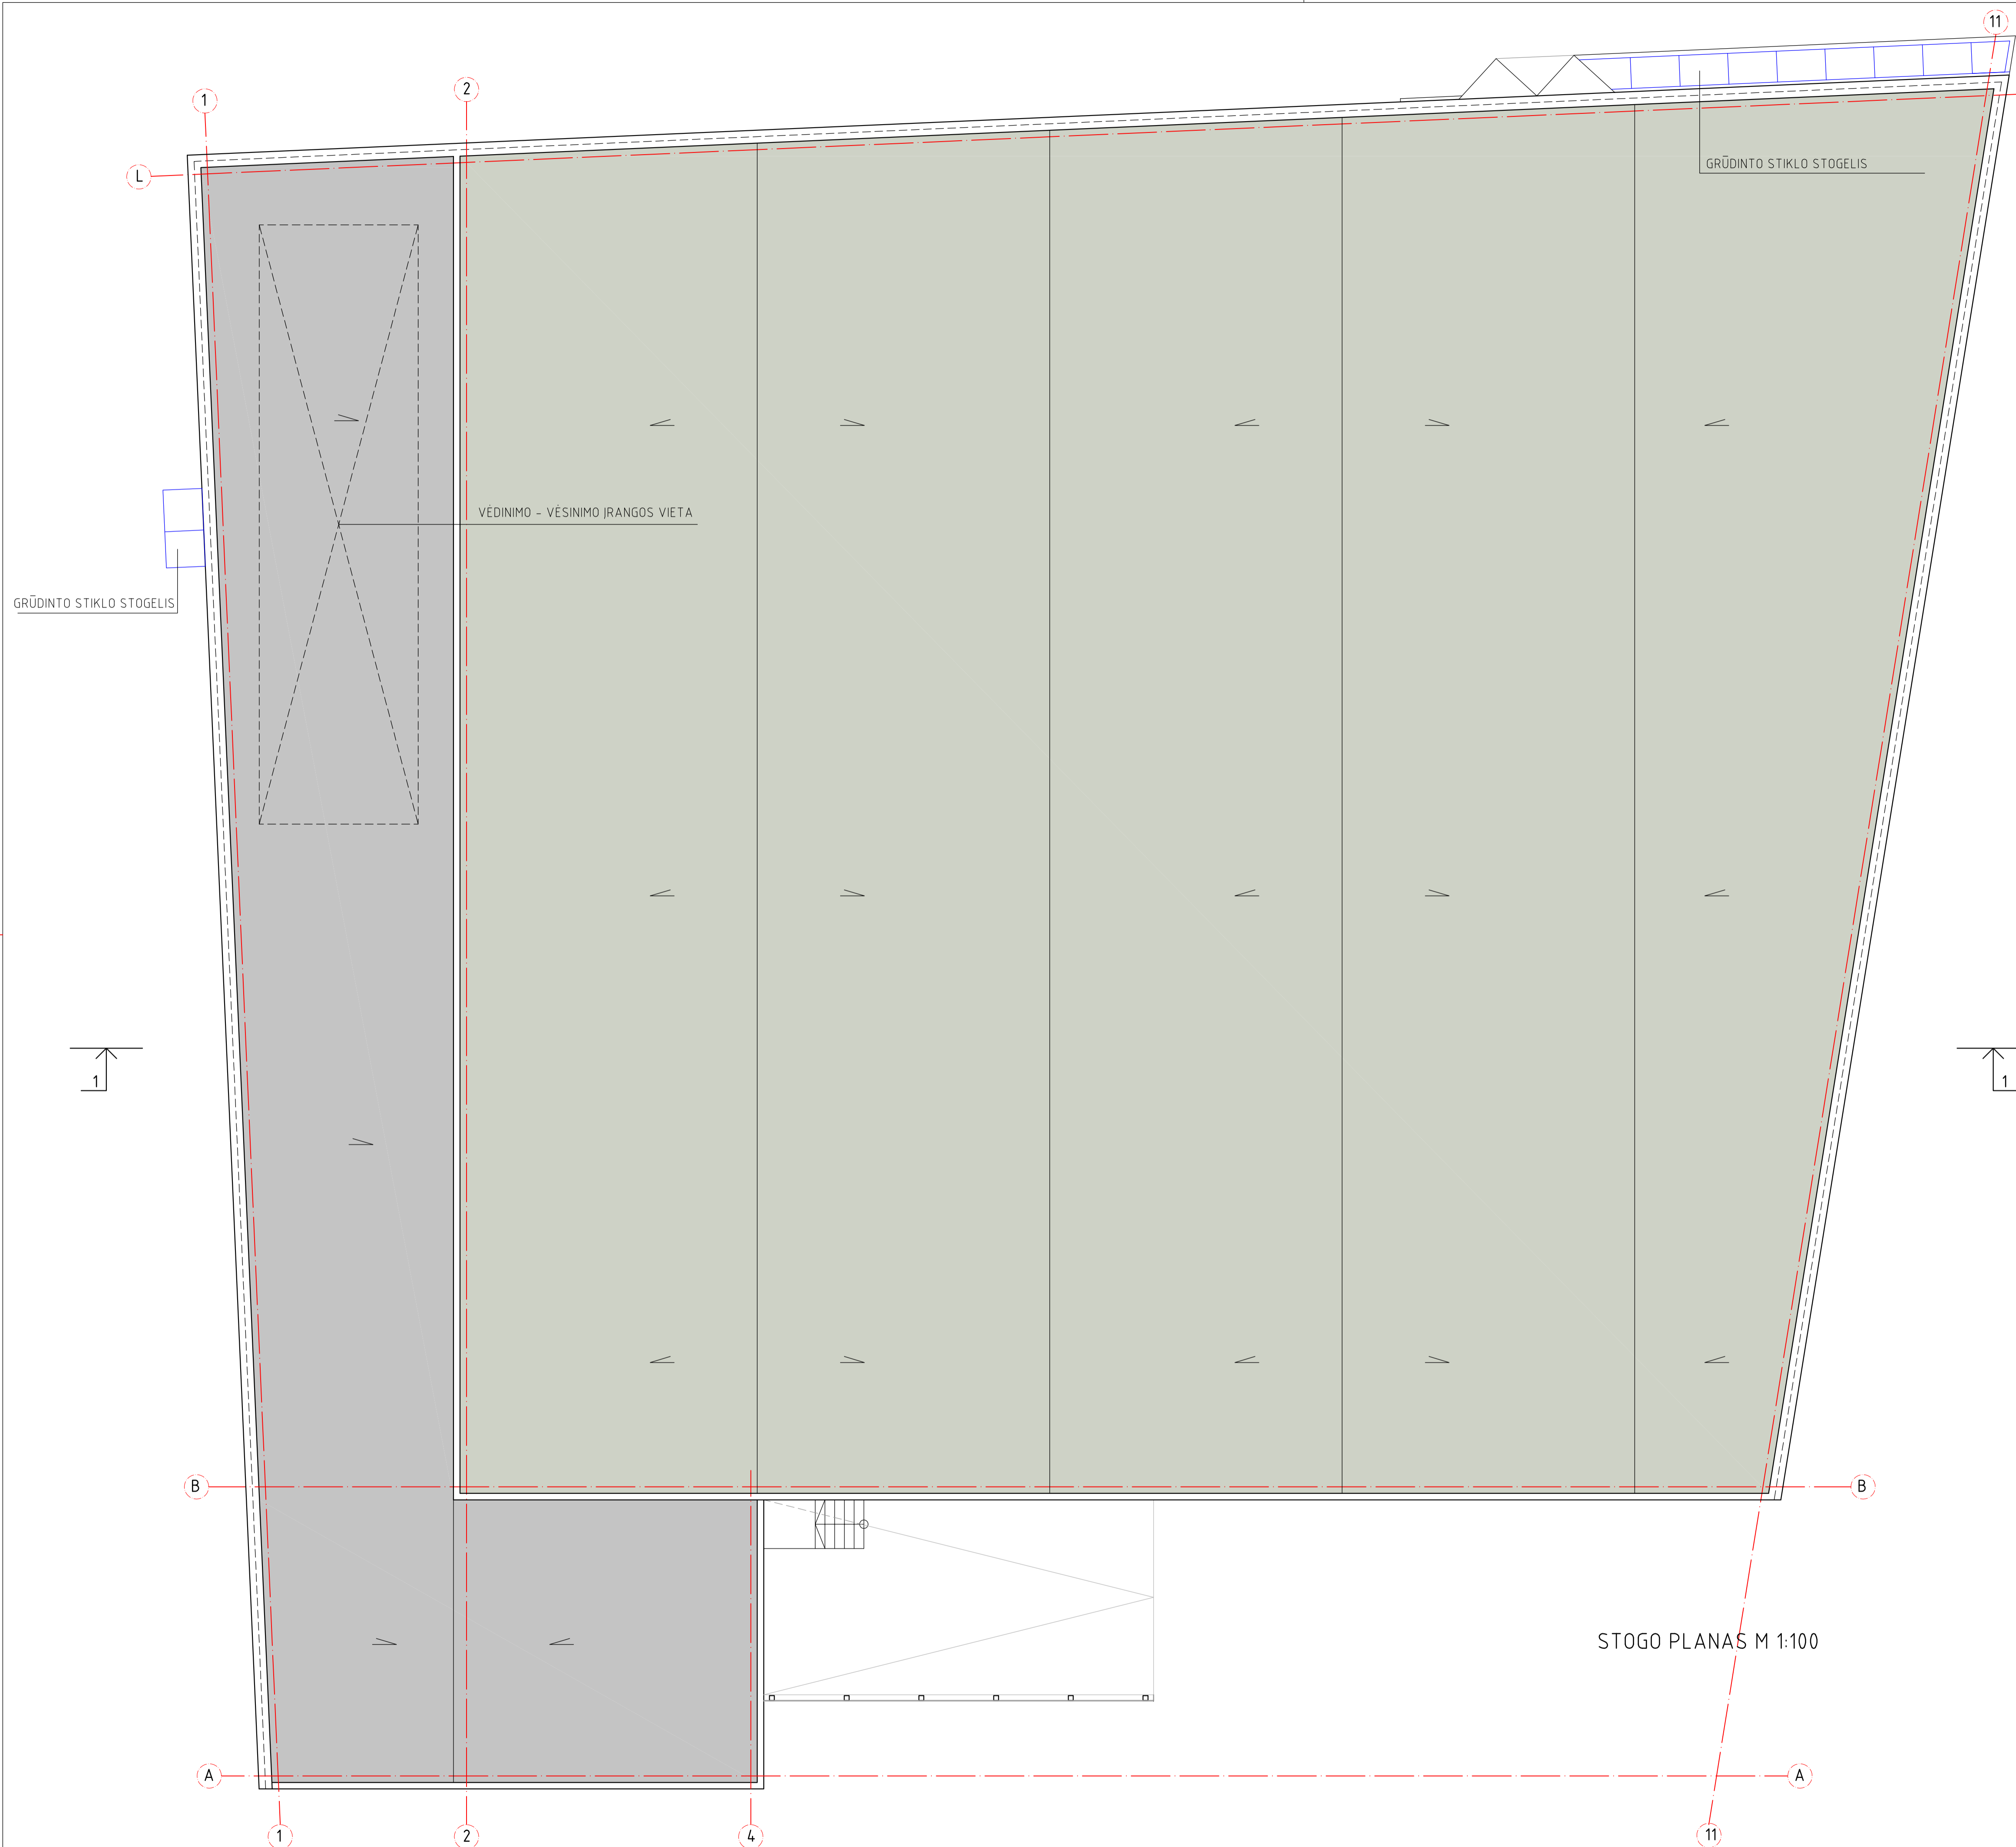 11
2
1
L
GRŪDINTO STIKLO STOGELIS
VĖDINIMO - VĖSINIMO ĮRANGOS VIETA
GRŪDINTO STIKLO STOGELIS
1
1
B
B
STOGO PLANAS M 1:100
A
A
1
2
4
11